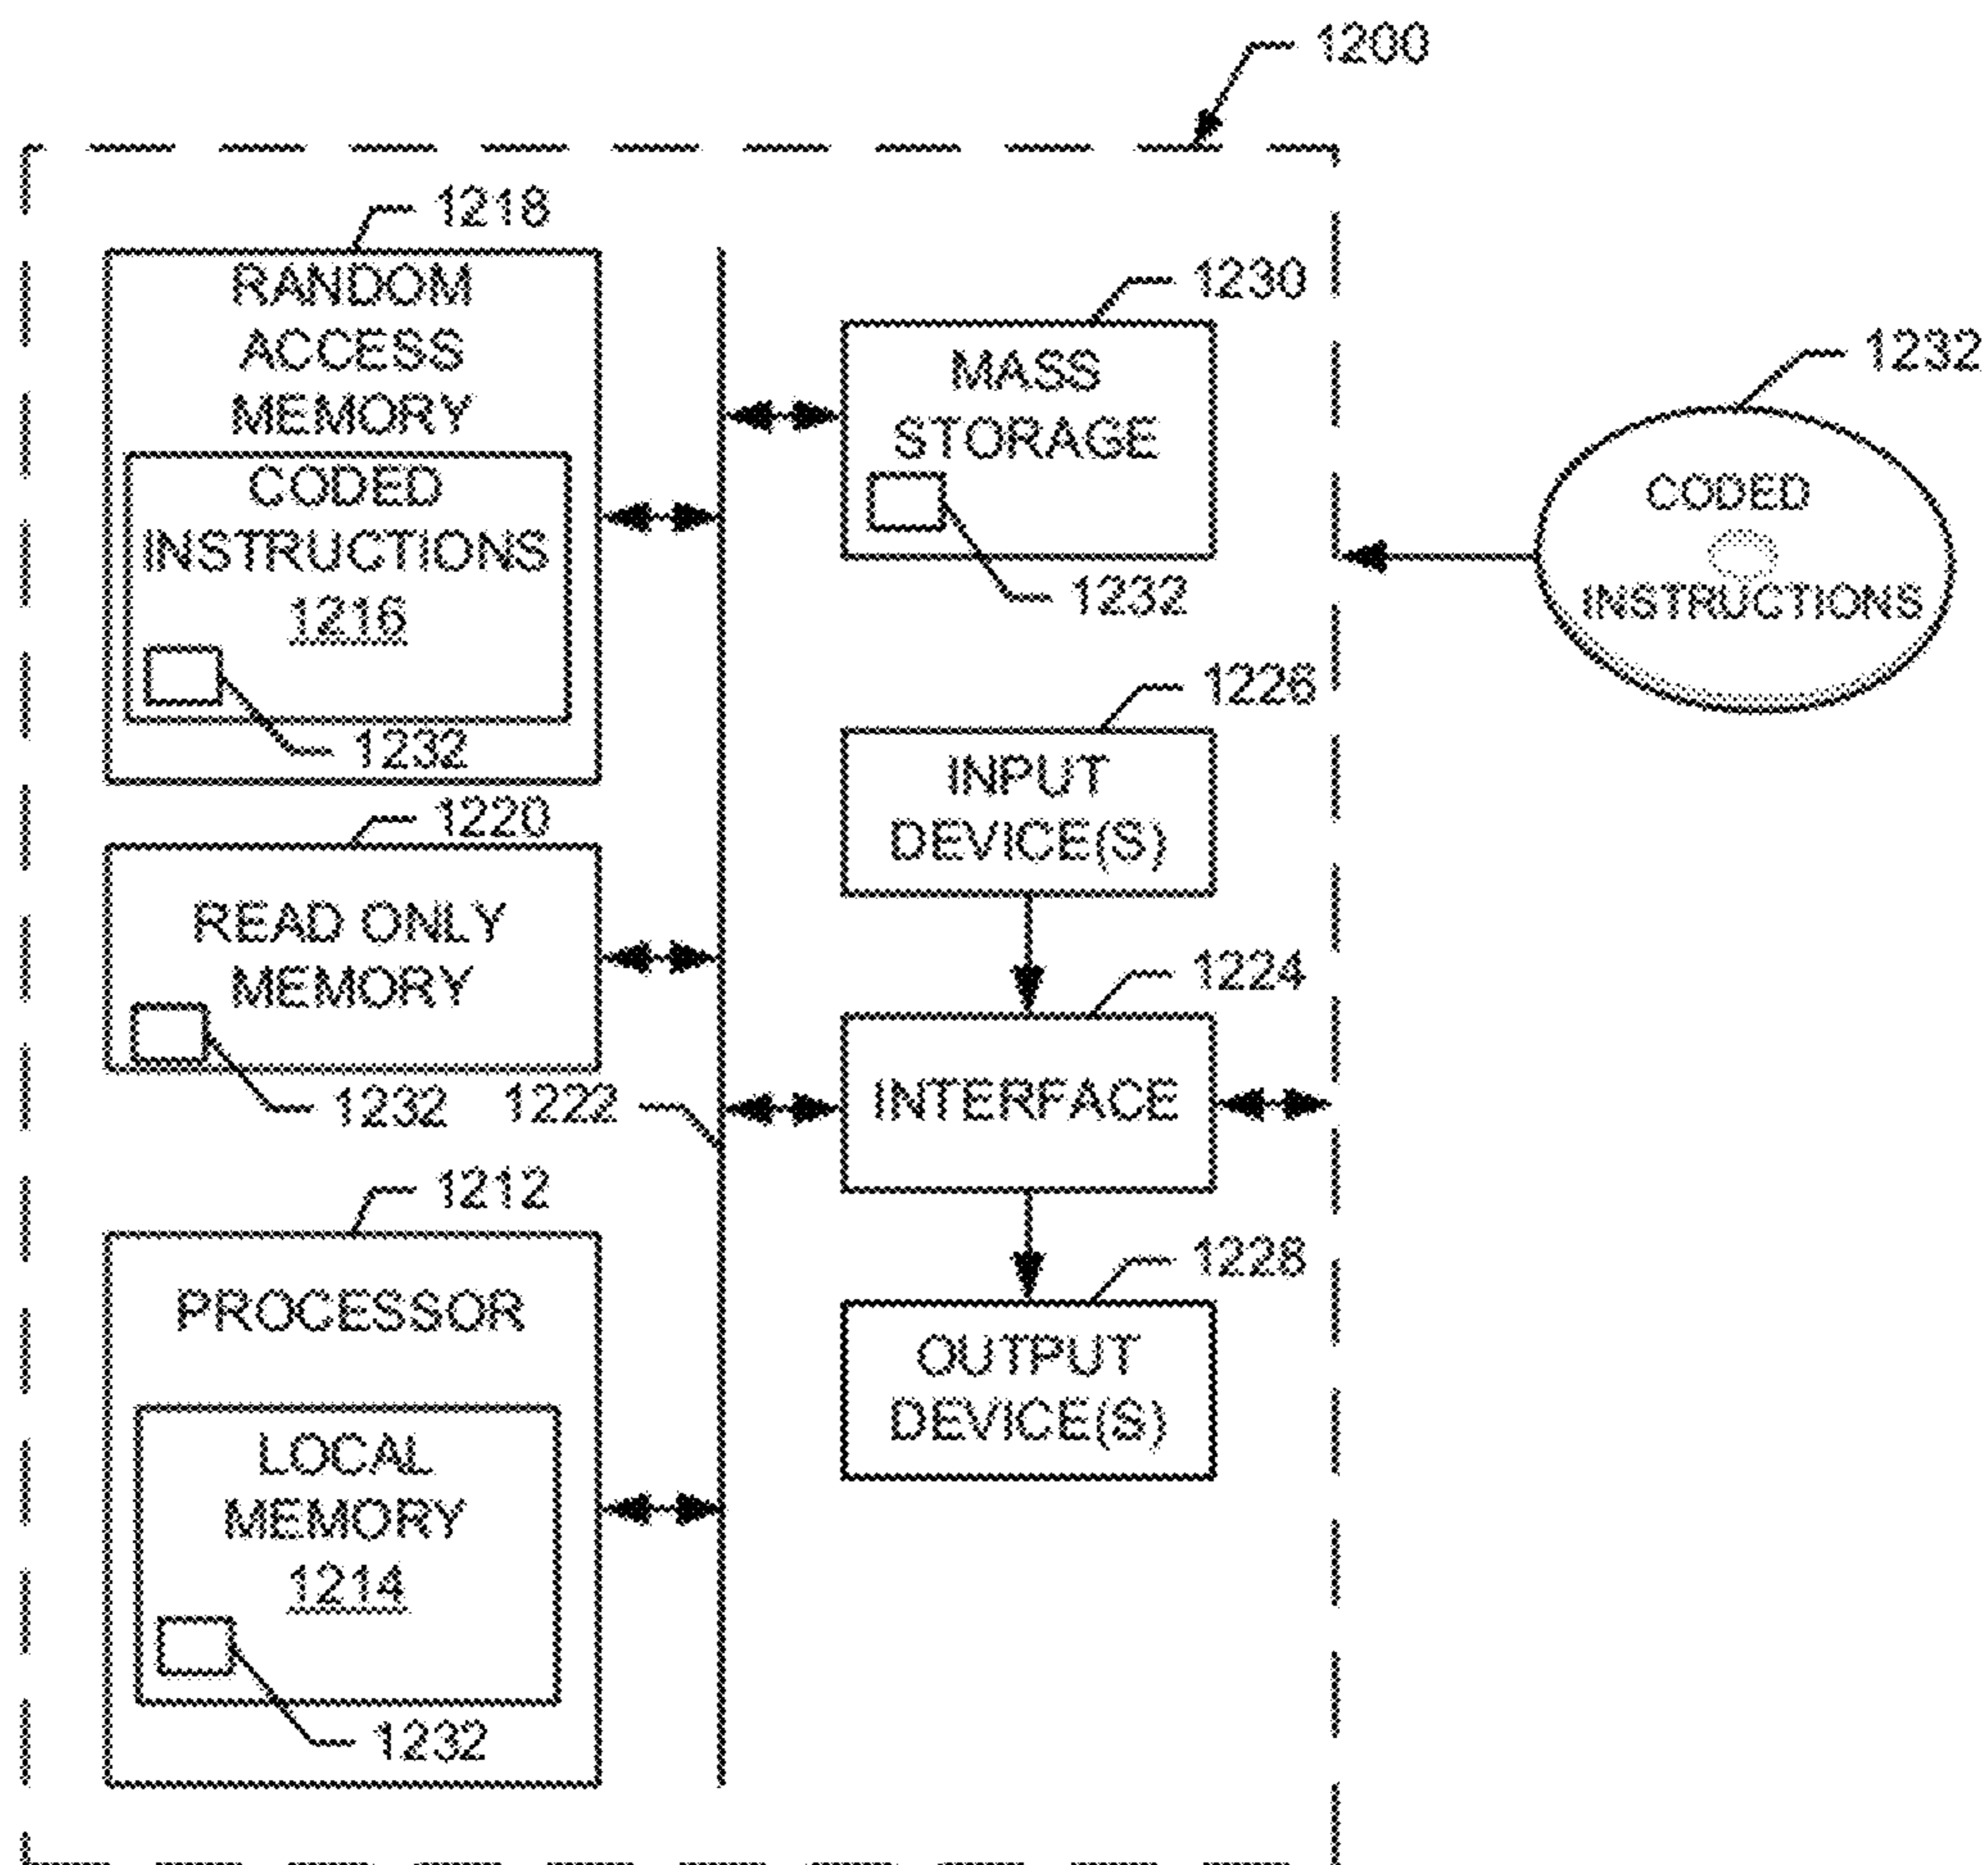 1200
1218
RANDOM
ACCESS
MEMORY
CODED
INSTRUCTIONS
1216
1232
1220
READ ONLY
MEMORY
1232
1222
1212
PROCESSOR
LOCAL
MEMORY
1214
1232
1230
MASS
STORAGE
1232
1226
INPUT
DEVICE(S)
1224
INTERFACE
1228
OUTPUT
DEVICE(S)
1232
CODED
INSTRUCTIONS